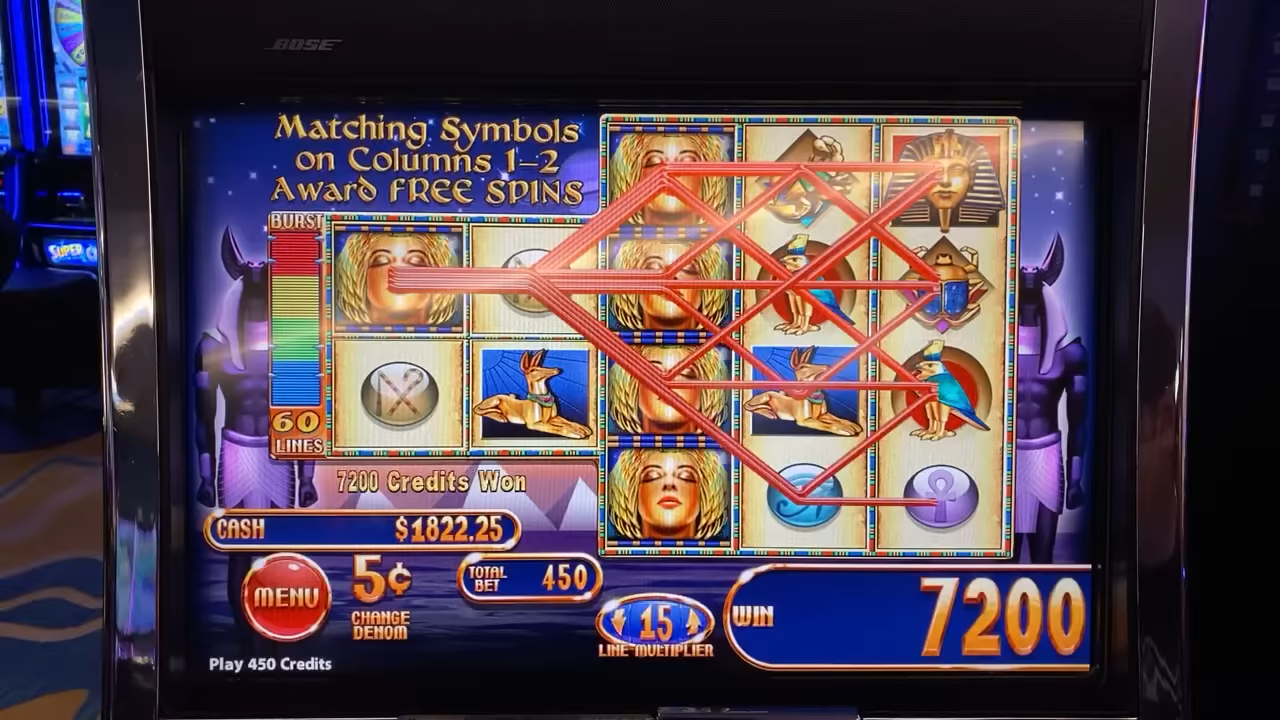 BOSE
Matching Symbols
on Columns 1-2
Award FREE SPINS
BURST
60
LINES
7200 Credits Won
CASH $1822.25
MENU
5¢
CHANGE
DENOM
TOTAL
BET
450
15
LINE MULTIPLIER
WIN
7200
Play 450 Credits
SUPER